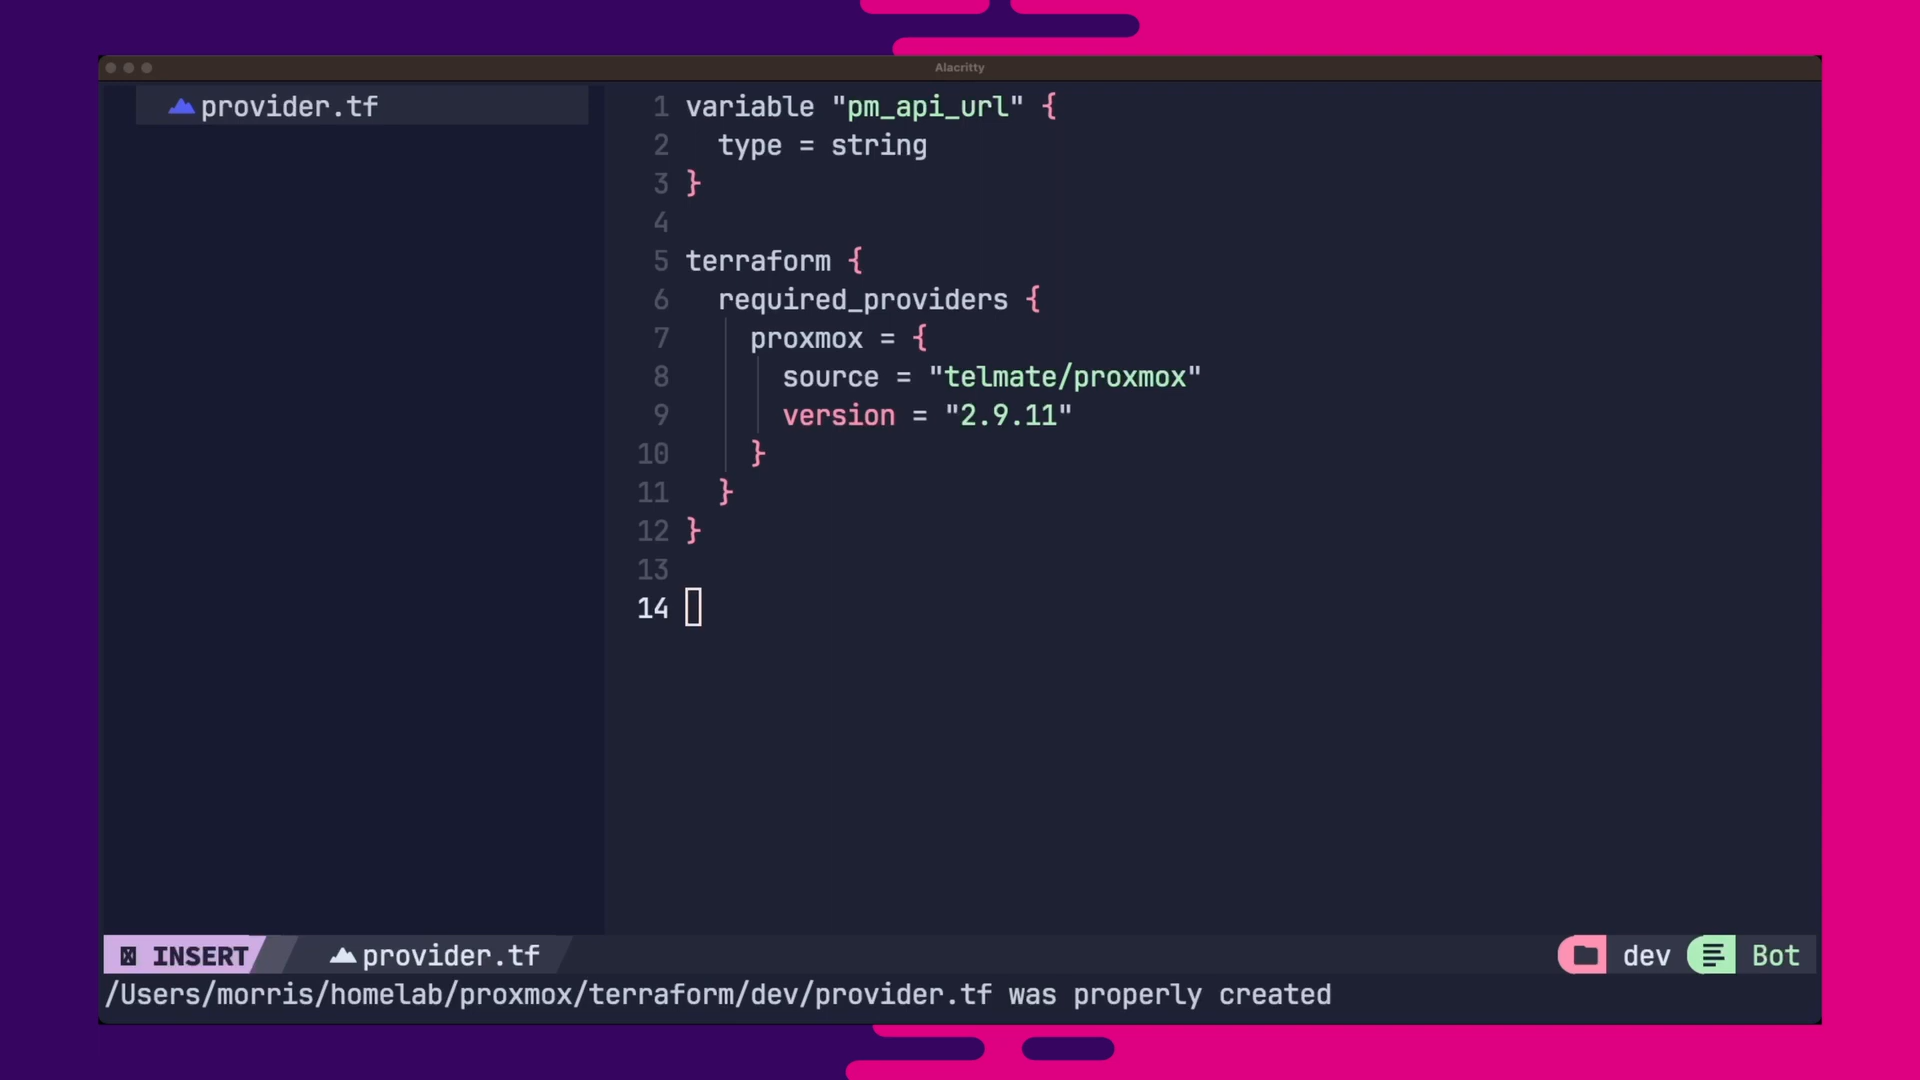 Alacritty
provider.tf
1 variable "pm_api_url" {
2 type = string
3 }
4
5 terraform {
6 required_providers {
7 proxmox = {
8 source = "telmate/proxmox"
9 version = "2.9.11"
10 }
11 }
12 }
13
14
INSERT provider.tf dev Bot
/Users/morris/homelab/proxmox/terraform/dev/provider.tf was properly created